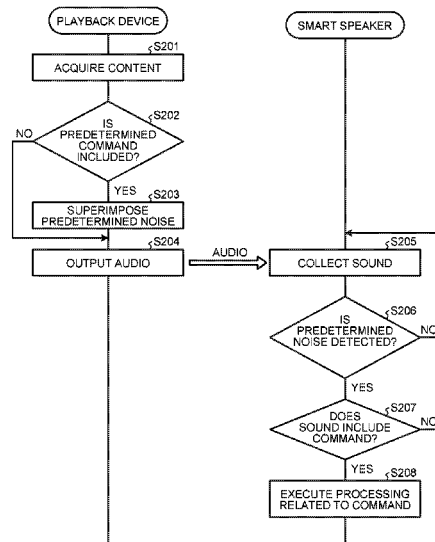 PLAYBACK DEVICE
SMART SPEAKER
S201
ACQUIRE CONTENT
S202
IS
PREDETERMINED
COMMAND
INCLUDED?
NO
YES
S203
SUPERIMPOSE
PREDETERMINED NOISE
S204
OUTPUT AUDIO
AUDIO
S205
COLLECT SOUND
S206
IS
PREDETERMINED
NOISE DETECTED?
NO
YES
S207
DOES
SOUND INCLUDE
COMMAND?
NO
YES
S208
EXECUTE PROCESSING
RELATED TO COMMAND